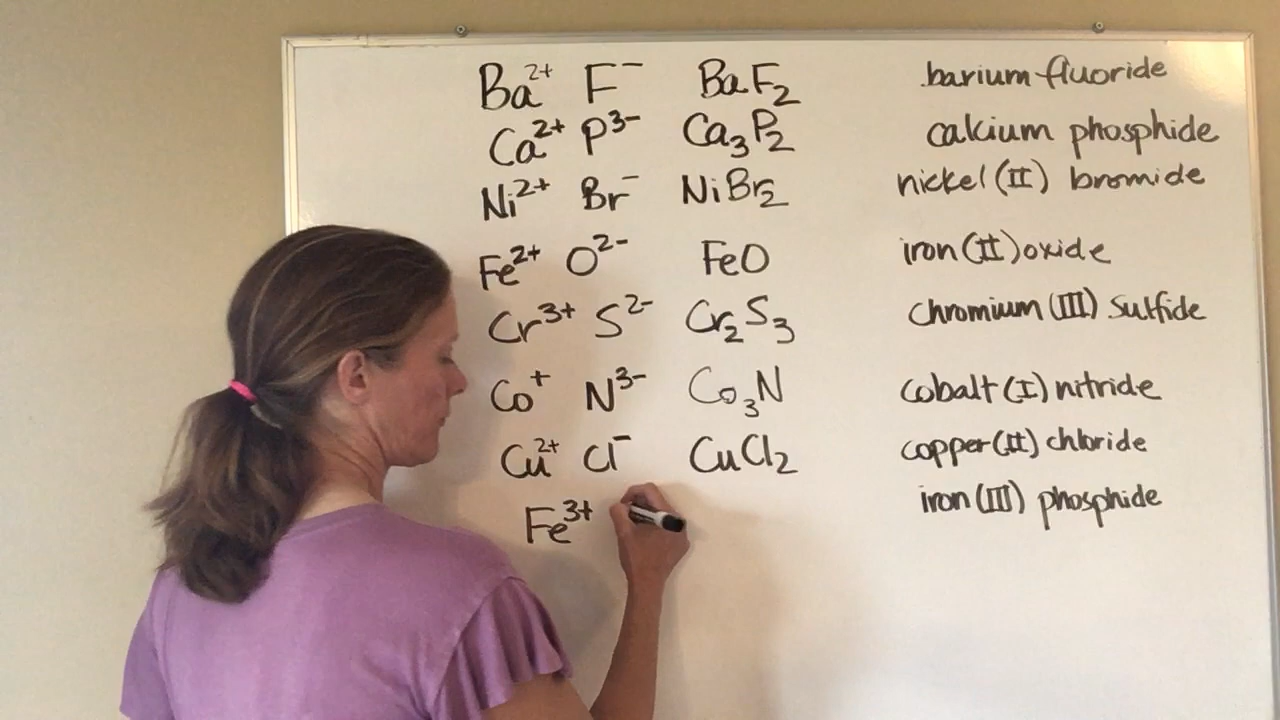 Ba²⁺ F⁻ BaF₂ barium fluoride
Ca²⁺ P³⁻ Ca₃P₂ calcium phosphide
Ni²⁺ Br⁻ NiBr₂ nickel (II) bromide
Fe²⁺ O²⁻ FeO iron (II) oxide
Cr³⁺ S²⁻ Cr₂S₃ chromium (III) sulfide
Co⁺ N³⁻ Co₃N cobalt (I) nitride
Cu²⁺ Cl⁻ CuCl₂ copper (II) chloride
Fe³⁺ iron (III) phosphide